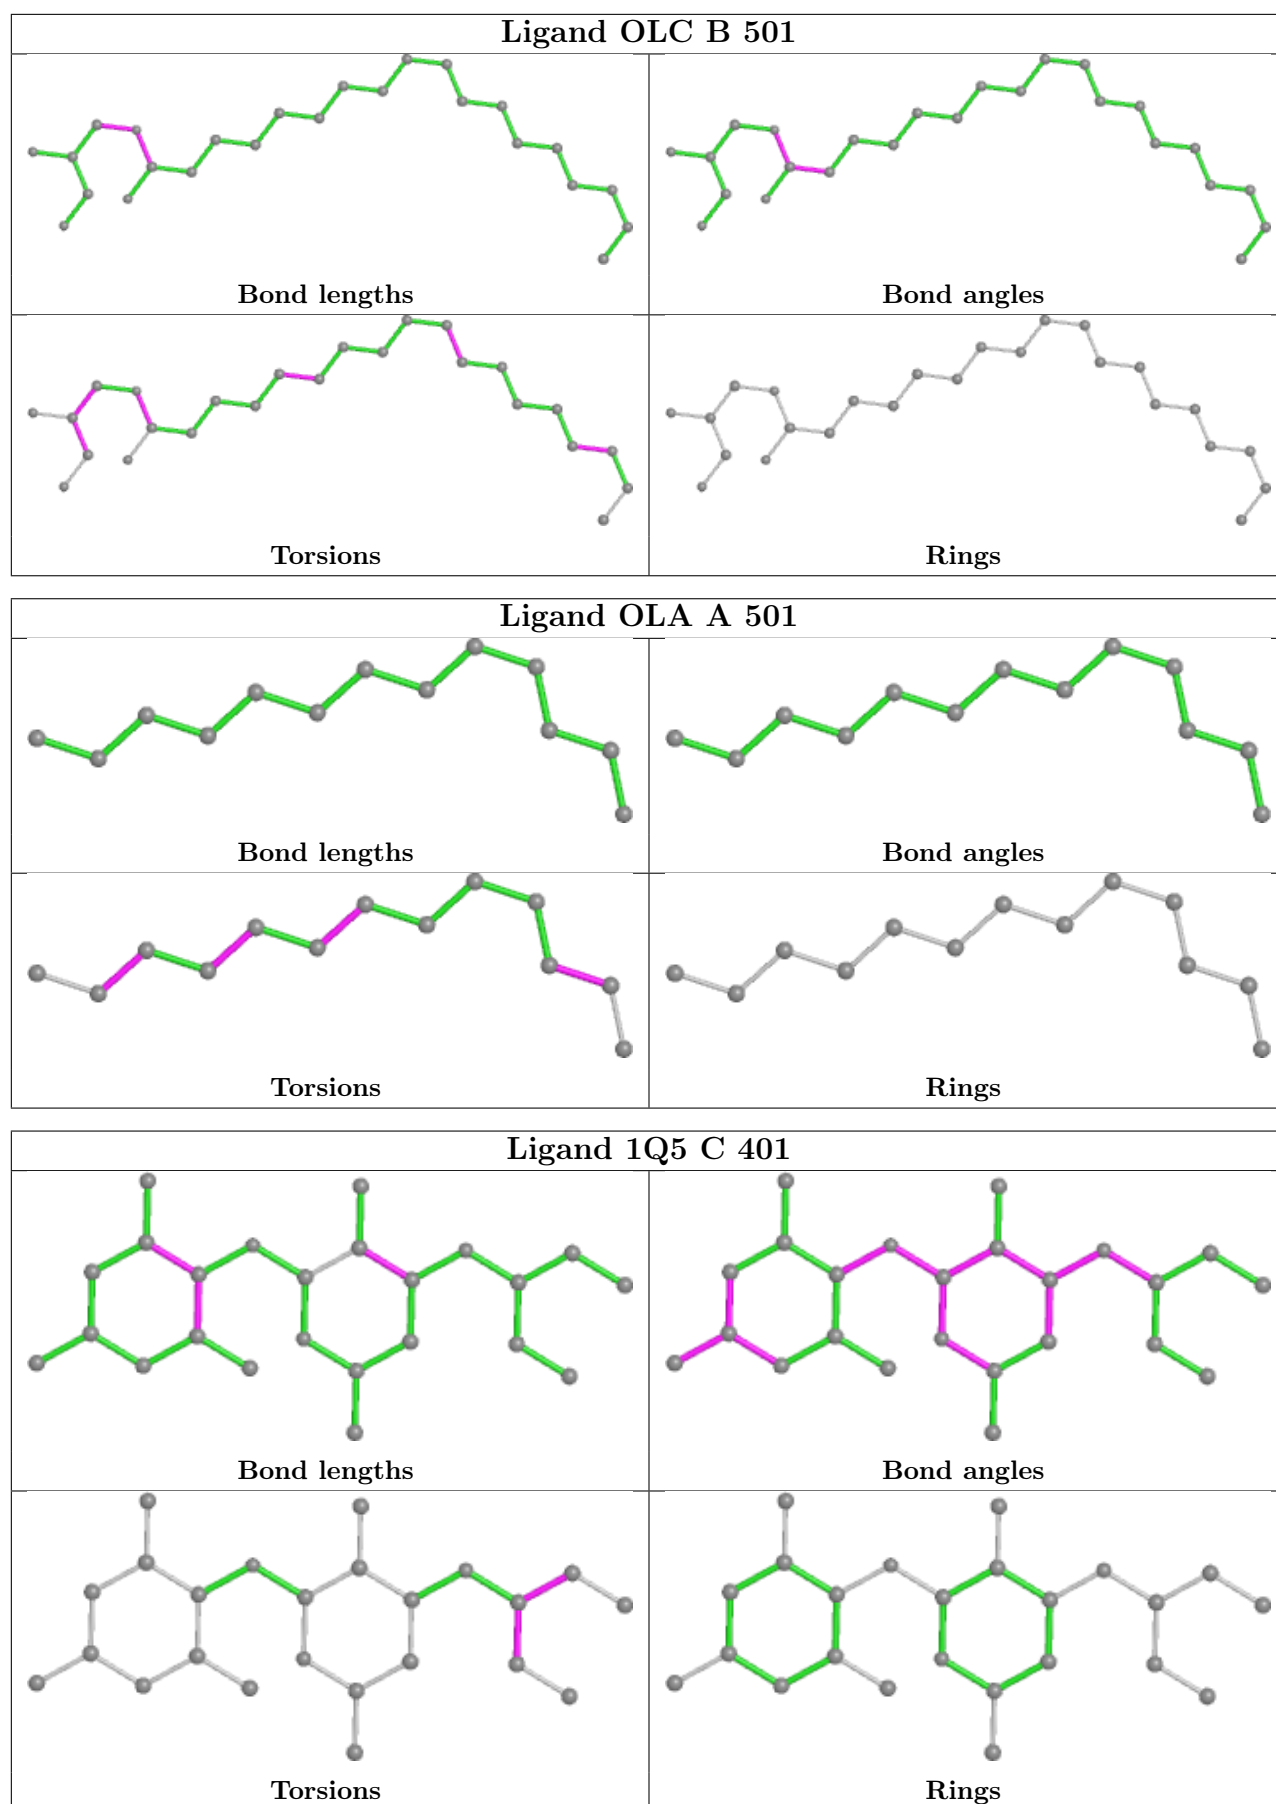 Ligand OLC B 501
Bond lengths
Bond angles
Torsions
Rings
Ligand OLA A 501
Bond lengths
Bond angles
Torsions
Rings
Ligand 1Q5 C 401
Bond lengths
Bond angles
Torsions
Rings